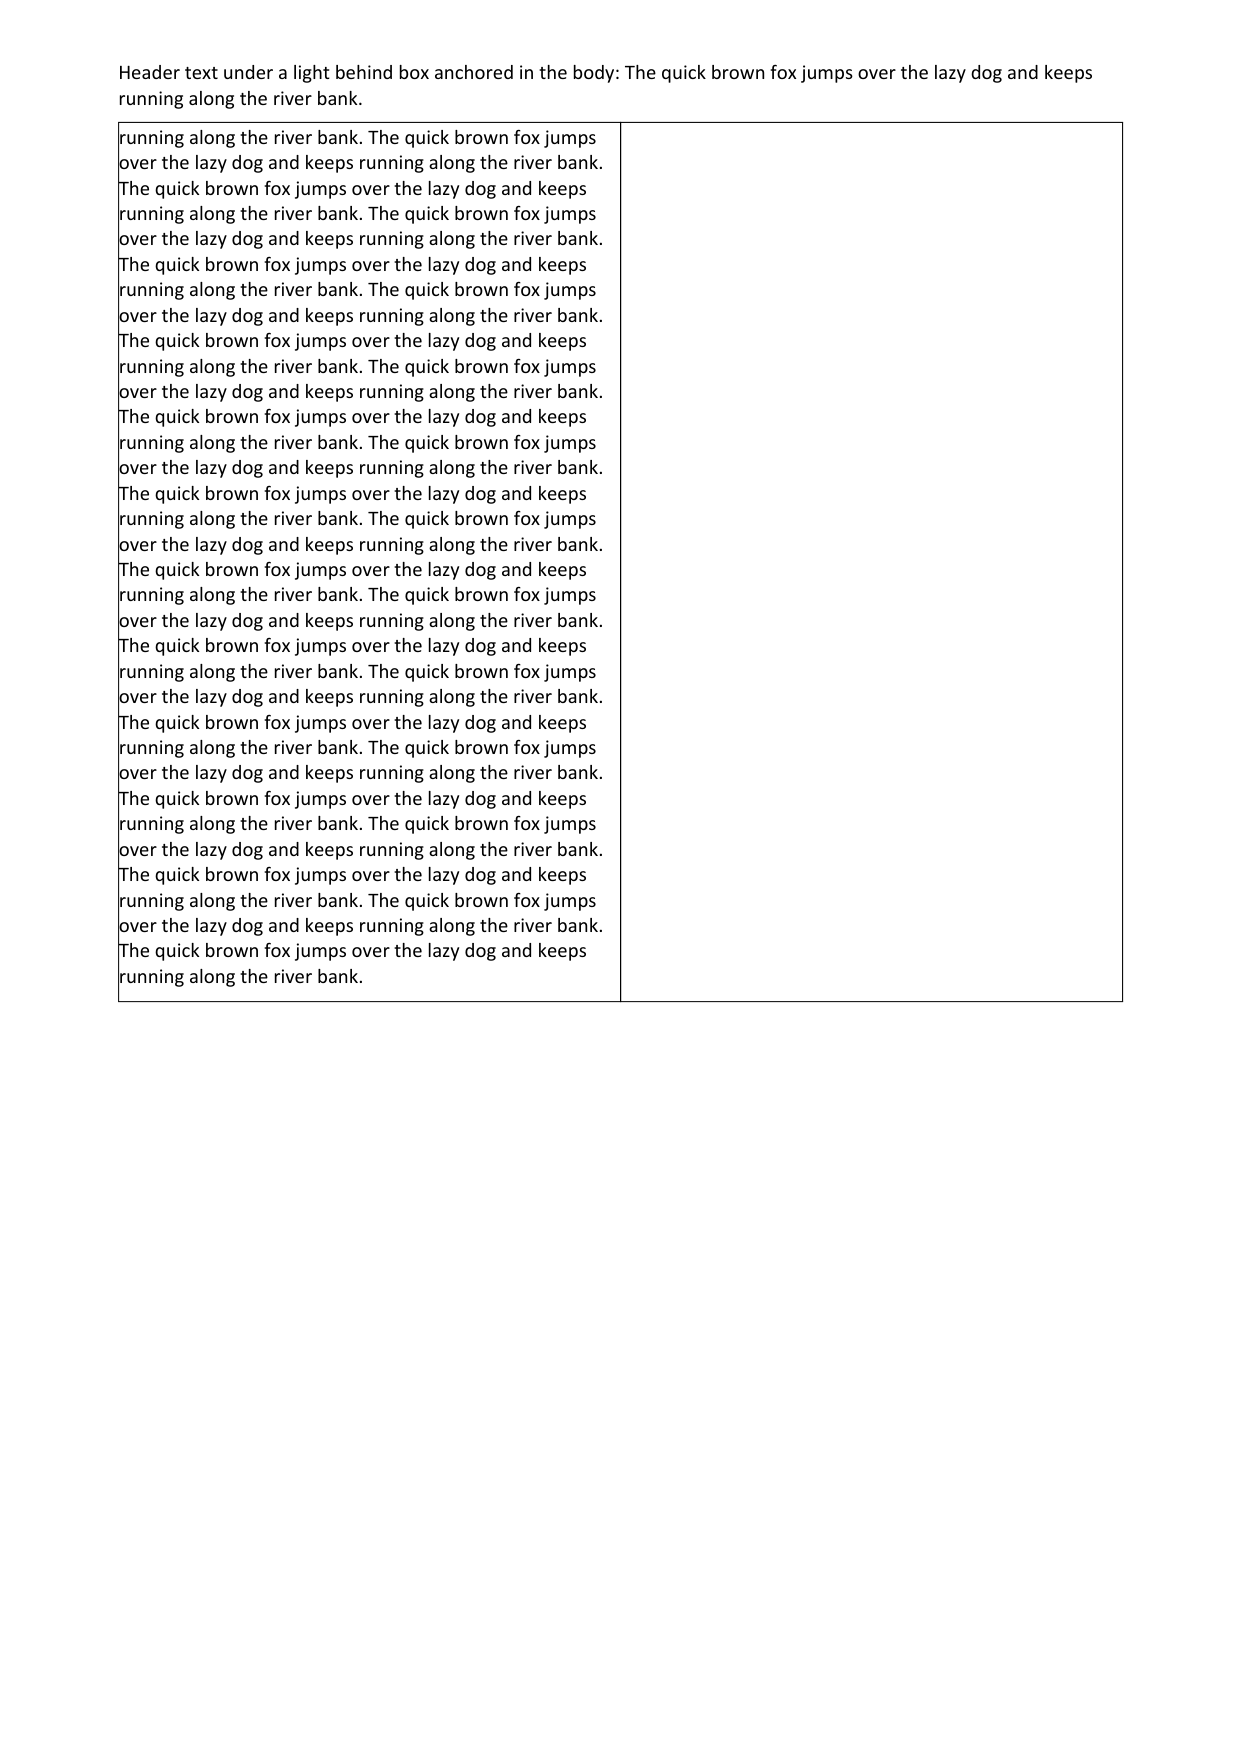 Header text under a light behind box anchored in the body: The quick brown fox jumps over the lazy dog and keeps
running along the river bank.
running along the river bank. The quick brown fox jumps
over the lazy dog and keeps running along the river bank.
The quick brown fox jumps over the lazy dog and keeps
running along the river bank. The quick brown fox jumps
over the lazy dog and keeps running along the river bank.
The quick brown fox jumps over the lazy dog and keeps
running along the river bank. The quick brown fox jumps
over the lazy dog and keeps running along the river bank.
The quick brown fox jumps over the lazy dog and keeps
running along the river bank. The quick brown fox jumps
over the lazy dog and keeps running along the river bank.
The quick brown fox jumps over the lazy dog and keeps
running along the river bank. The quick brown fox jumps
over the lazy dog and keeps running along the river bank.
The quick brown fox jumps over the lazy dog and keeps
running along the river bank. The quick brown fox jumps
over the lazy dog and keeps running along the river bank.
The quick brown fox jumps over the lazy dog and keeps
running along the river bank. The quick brown fox jumps
over the lazy dog and keeps running along the river bank.
The quick brown fox jumps over the lazy dog and keeps
running along the river bank. The quick brown fox jumps
over the lazy dog and keeps running along the river bank.
The quick brown fox jumps over the lazy dog and keeps
running along the river bank. The quick brown fox jumps
over the lazy dog and keeps running along the river bank.
The quick brown fox jumps over the lazy dog and keeps
running along the river bank. The quick brown fox jumps
over the lazy dog and keeps running along the river bank.
The quick brown fox jumps over the lazy dog and keeps
running along the river bank. The quick brown fox jumps
over the lazy dog and keeps running along the river bank.
The quick brown fox jumps over the lazy dog and keeps
running along the river bank.